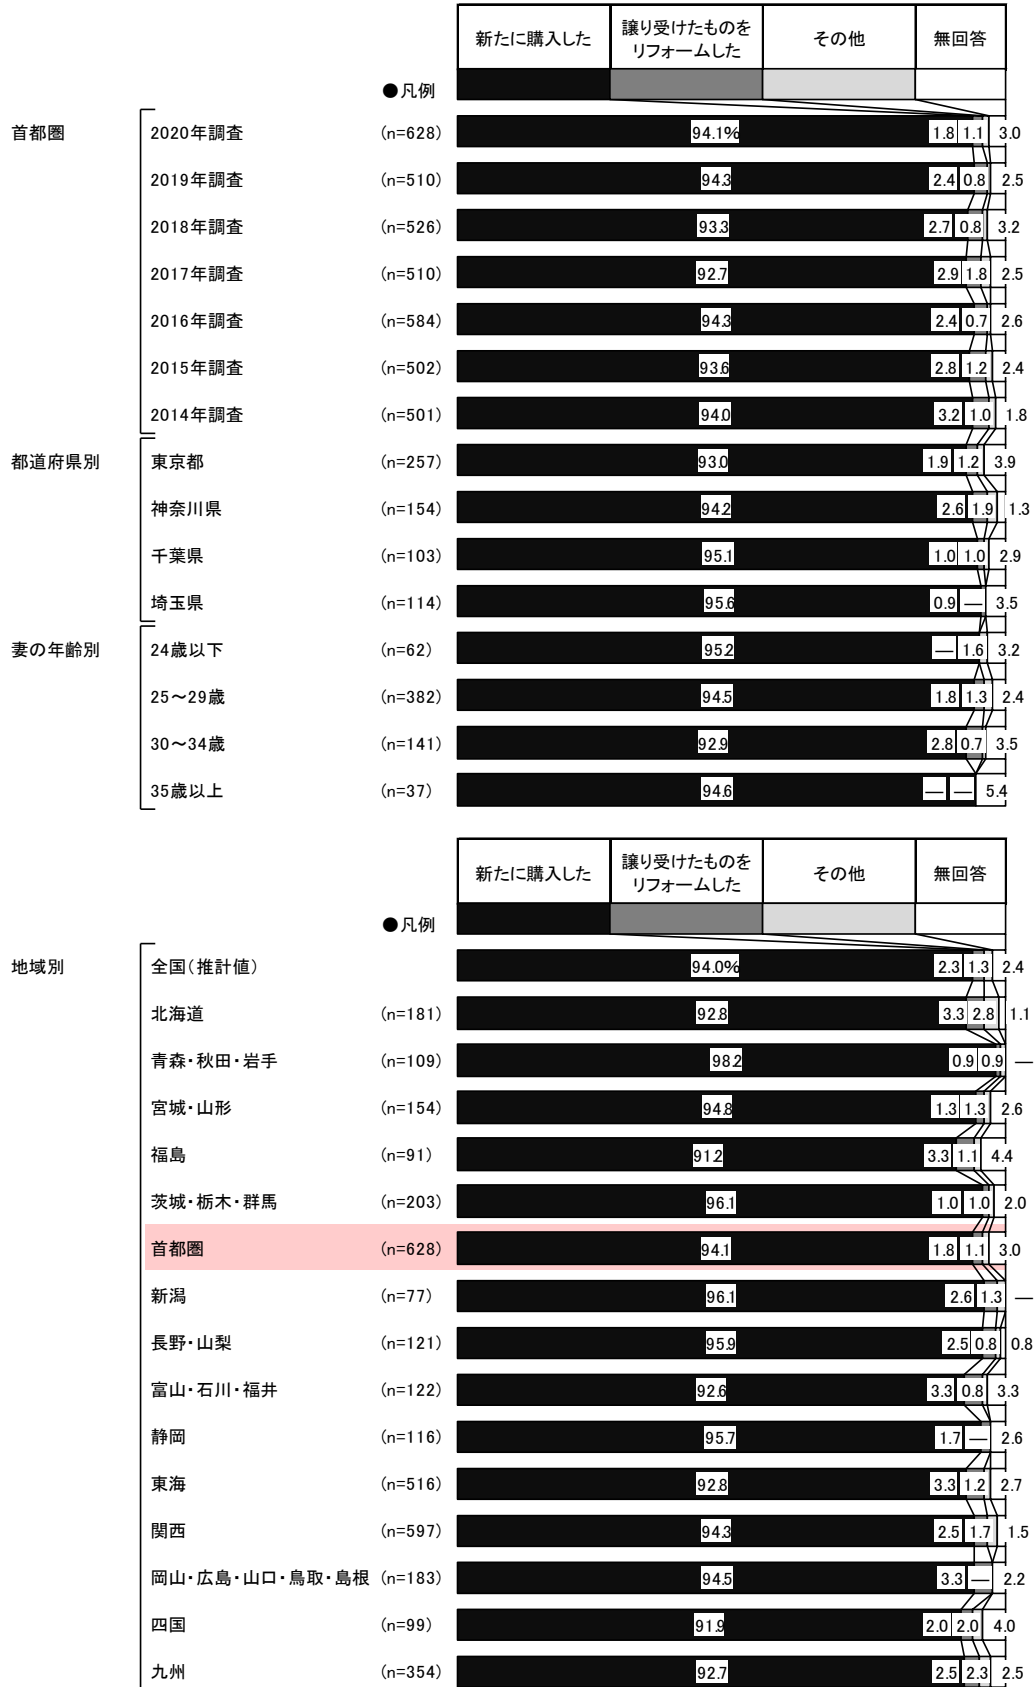 新たに購入した 譲り受けたものを
リフォームした その他 無回答
●凡例
首都圏 2020年調査 (n=628) 94.1% 1.8 1.1 3.0
2019年調査 (n=510) 94.3 2.4 0.8 2.5
2018年調査 (n=526) 93.3 2.7 0.8 3.2
2017年調査 (n=510) 92.7 2.9 1.8 2.5
2016年調査 (n=584) 94.3 2.4 0.7 2.6
2015年調査 (n=502) 93.6 2.8 1.2 2.4
2014年調査 (n=501) 94.0 3.2 1.0 1.8
都道府県別 東京都 (n=257) 93.0 1.9 1.2 3.9
神奈川県 (n=154) 94.2 2.6 1.9 1.3
千葉県 (n=103) 95.1 1.0 1.0 2.9
埼玉県 (n=114) 95.6 0.9 ― 3.5
妻の年齢別 24歳以下 (n=62) 95.2 ― 1.6 3.2
25～29歳 (n=382) 94.5 1.8 1.3 2.4
30～34歳 (n=141) 92.9 2.8 0.7 3.5
35歳以上 (n=37) 94.6 ― ― 5.4
新たに購入した 譲り受けたものを
リフォームした その他 無回答
●凡例
地域別 全国(推計値) 94.0% 2.3 1.3 2.4
北海道 (n=181) 92.8 3.3 2.8 1.1
青森・秋田・岩手 (n=109) 98.2 0.9 0.9 ―
宮城・山形 (n=154) 94.8 1.3 1.3 2.6
福島 (n=91) 91.2 3.3 1.1 4.4
茨城・栃木・群馬 (n=203) 96.1 1.0 1.0 2.0
首都圏 (n=628) 94.1 1.8 1.1 3.0
新潟 (n=77) 96.1 2.6 1.3 ―
長野・山梨 (n=121) 95.9 2.5 0.8 0.8
富山・石川・福井 (n=122) 92.6 3.3 0.8 3.3
静岡 (n=116) 95.7 1.7 ― 2.6
東海 (n=516) 92.8 3.3 1.2 2.7
関西 (n=597) 94.3 2.5 1.7 1.5
岡山・広島・山口・鳥取・島根 (n=183) 94.5 3.3 ― 2.2
四国 (n=99) 91.9 2.0 2.0 4.0
九州 (n=354) 92.7 2.5 2.3 2.5